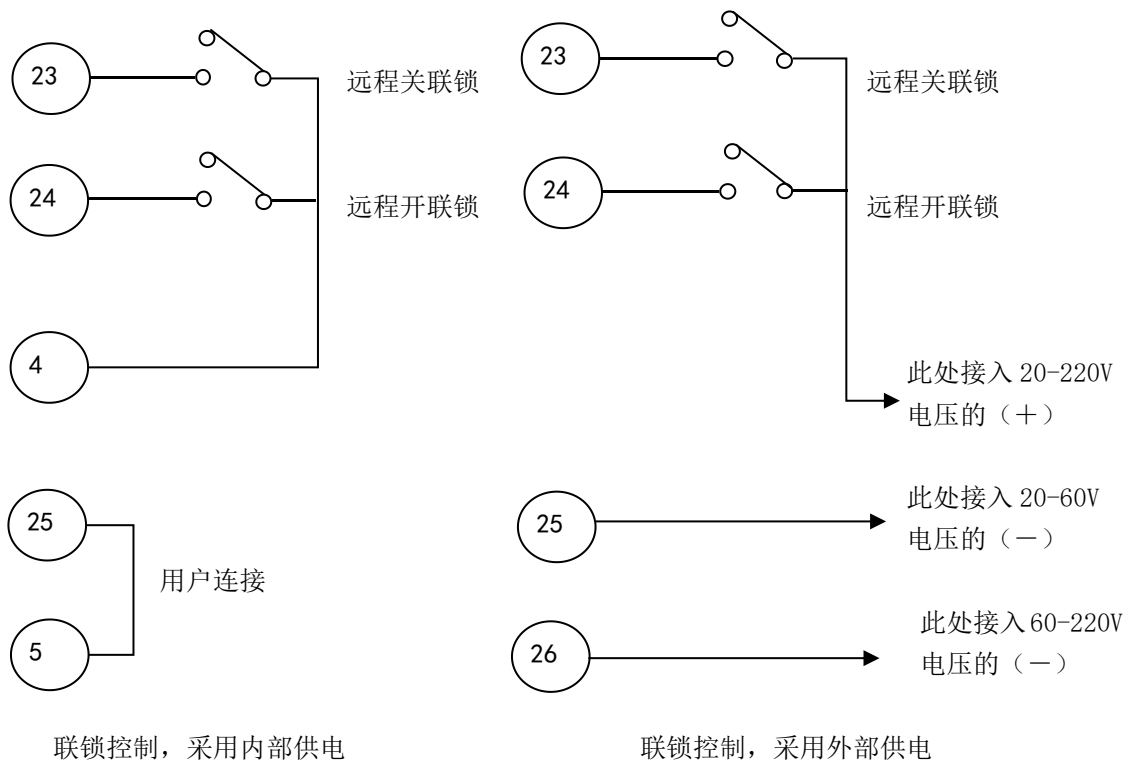 23
远程关联锁
24
远程开联锁
4
25
用户连接
5
联锁控制，采用内部供电
23
远程关联锁
24
远程开联锁
此处接入 20-220V
电压的（＋）
25
此处接入 20-60V
电压的（－）
26
此处接入 60-220V
电压的（－）
联锁控制，采用外部供电